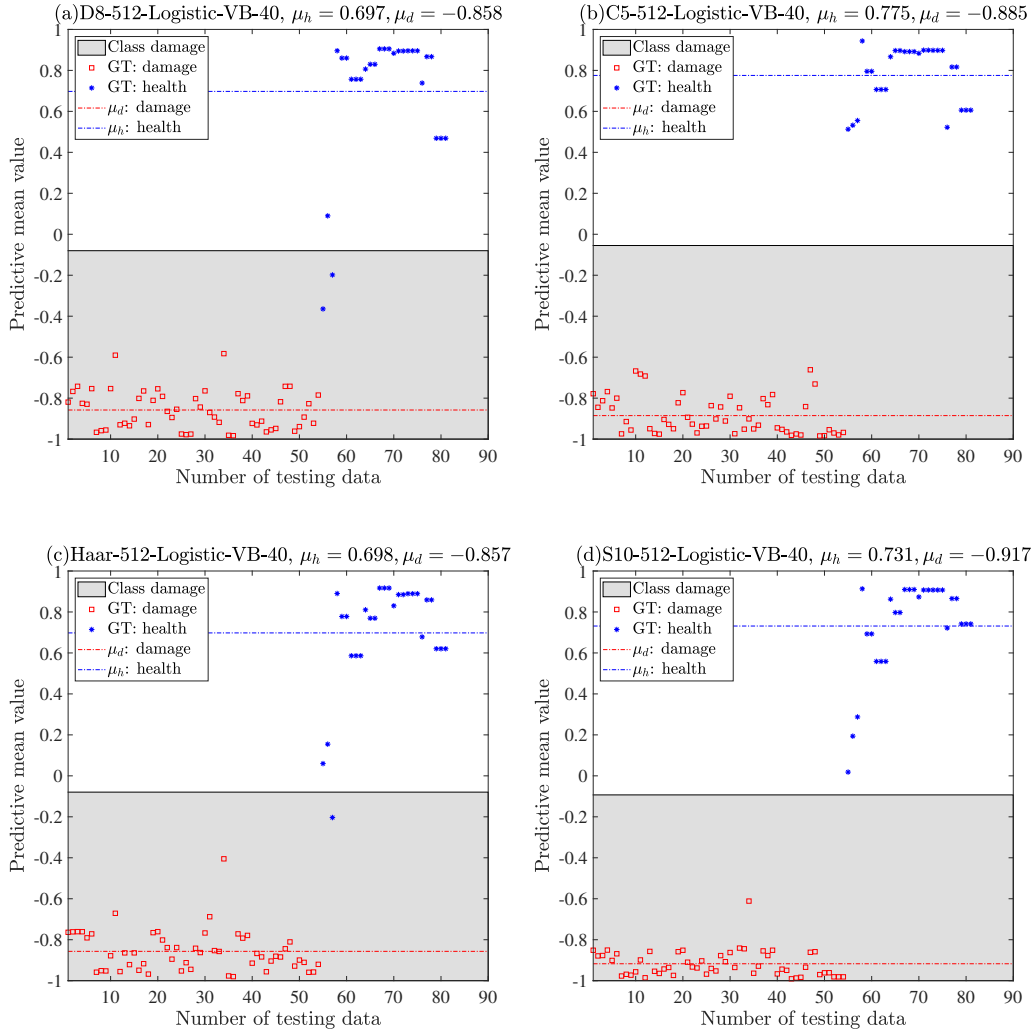 (a)D8-512-Logistic-VB-40, μh = 0.697, μd = −0.858
1
0.8
0.6
0.4
0.2
0
-0.2
-0.4
-0.6
-0.8
-1
Predictive mean value
Class damage
GT: damage
GT: health
μd: damage
μh: health
10 20 30 40 50 60 70 80 90
Number of testing data
(b)C5-512-Logistic-VB-40, μh = 0.775, μd = −0.885
1
0.8
0.6
0.4
0.2
0
-0.2
-0.4
-0.6
-0.8
-1
Predictive mean value
Class damage
GT: damage
GT: health
μd: damage
μh: health
10 20 30 40 50 60 70 80 90
Number of testing data
(c)Haar-512-Logistic-VB-40, μh = 0.698, μd = −0.857
1
0.8
0.6
0.4
0.2
0
-0.2
-0.4
-0.6
-0.8
-1
Predictive mean value
Class damage
GT: damage
GT: health
μd: damage
μh: health
10 20 30 40 50 60 70 80 90
Number of testing data
(d)S10-512-Logistic-VB-40, μh = 0.731, μd = −0.917
1
0.8
0.6
0.4
0.2
0
-0.2
-0.4
-0.6
-0.8
-1
Predictive mean value
Class damage
GT: damage
GT: health
μd: damage
μh: health
10 20 30 40 50 60 70 80 90
Number of testing data